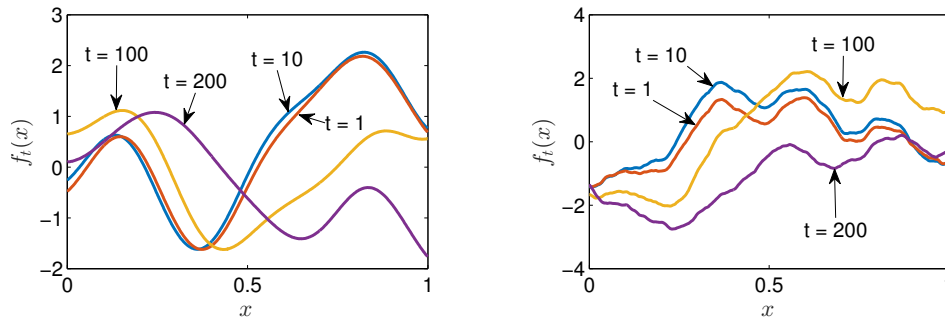 3
2
1
0
−1
−2
0
0.5
1
x
f_t(x)
t = 100
t = 200
t = 10
t = 1
4
2
0
−2
−4
0
0.5
x
f_t(x)
t = 10
t = 1
t = 100
t = 200